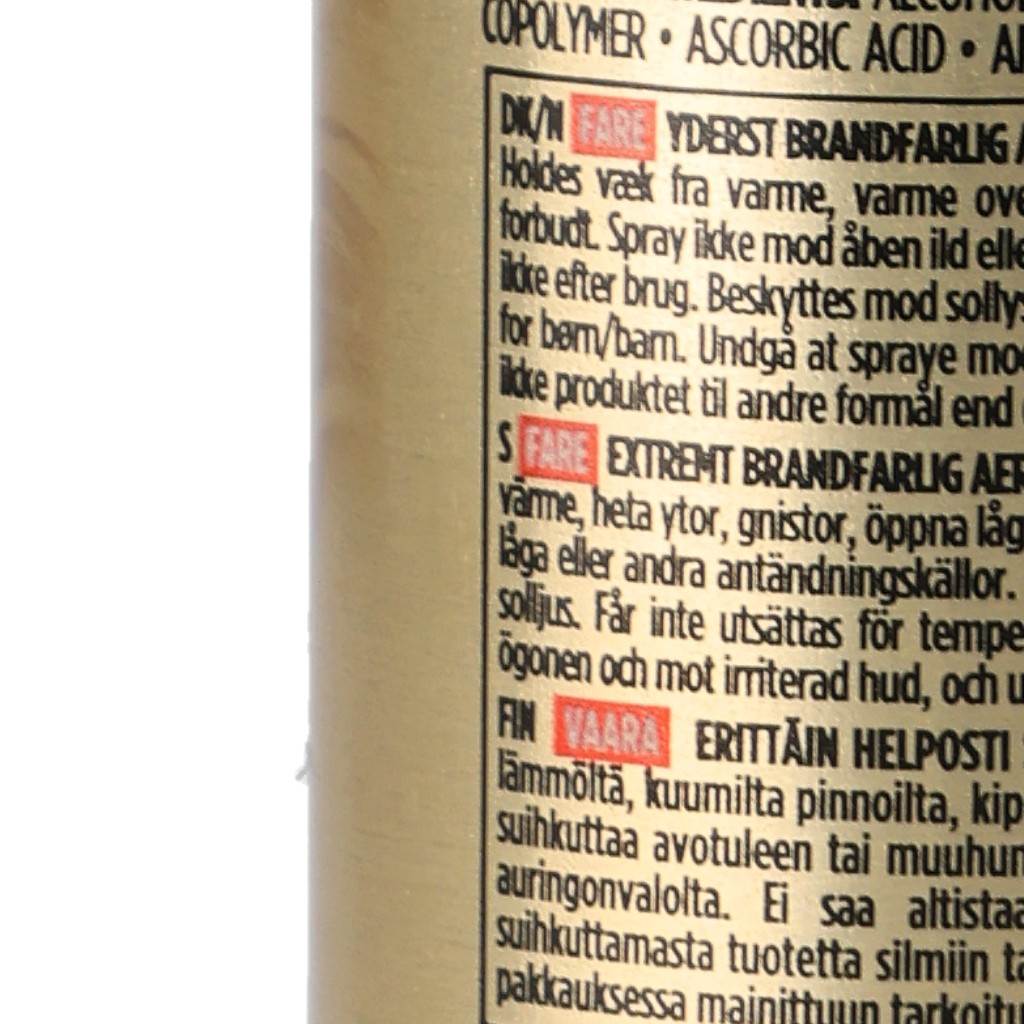 COPOLYMER • ASCORBIC ACID •
DK/N FARE YDERST BRANDFARLIG
Holdes væk fra varme, varme
forbudt. Spray ikke mod åben ild
ikke efter brug. Beskyttes mod
for børn/barn. Undgå at spraye
ikke produktet til andre formål end
S FARE EXTREMT BRANDFARLIG
värme, heta ytor, gnistor, öppna
låga eller andra antändningskällor.
solljus. Får inte utsättas för
ögonen och mot irriterad hud, och
FIN VAARA ERITTÄIN HELPOSTI
lämmöltä, kuumilta pinnoilta,
suihkuttaa avotuleen tai
auringonvalolta. Ei saa
suihkuttamasta tuotetta silmiin
pakkauksessa mainittuun